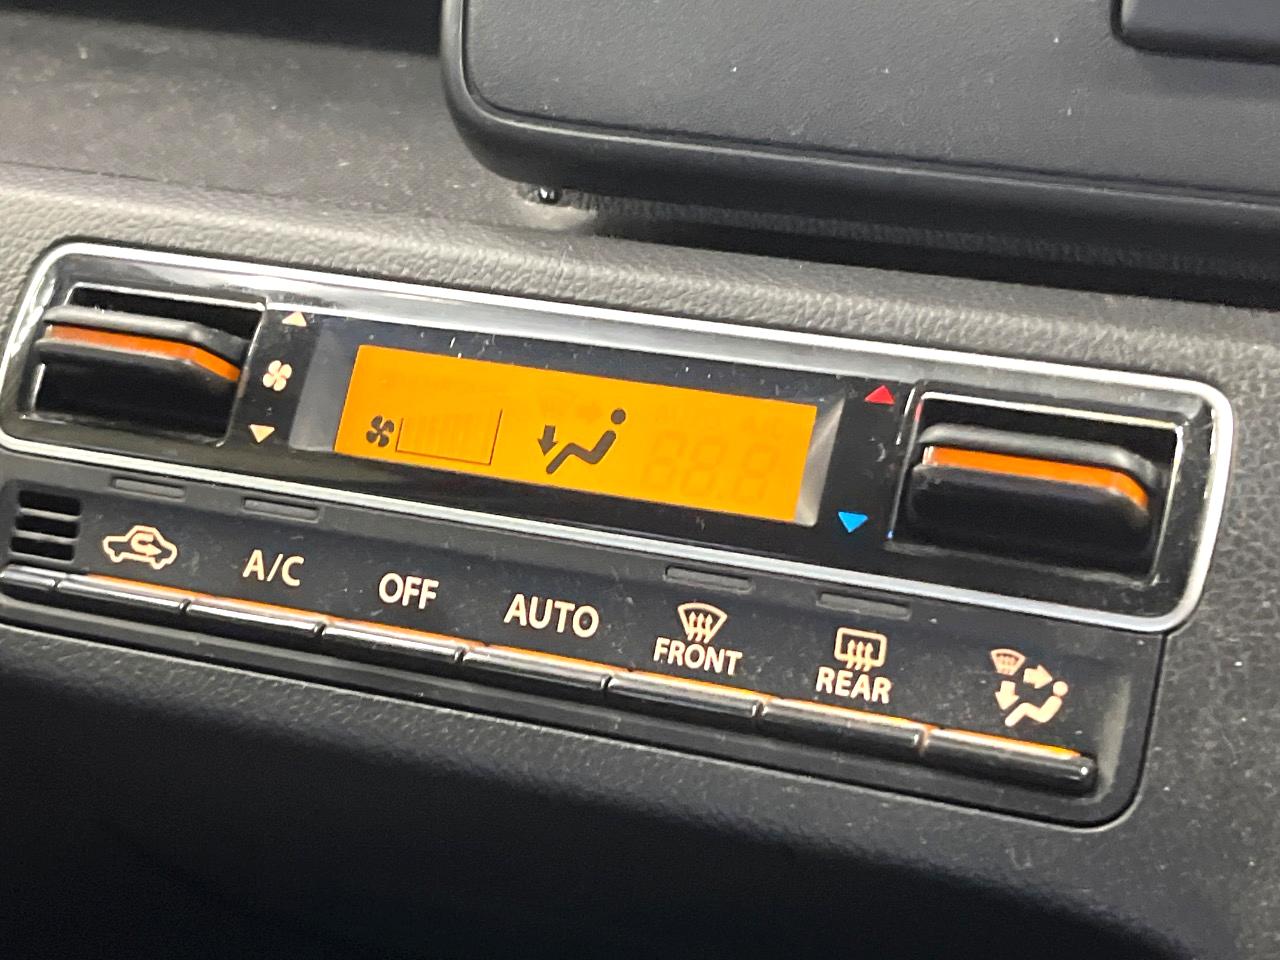 A/C
OFF
AUTO
FRONT
REAR